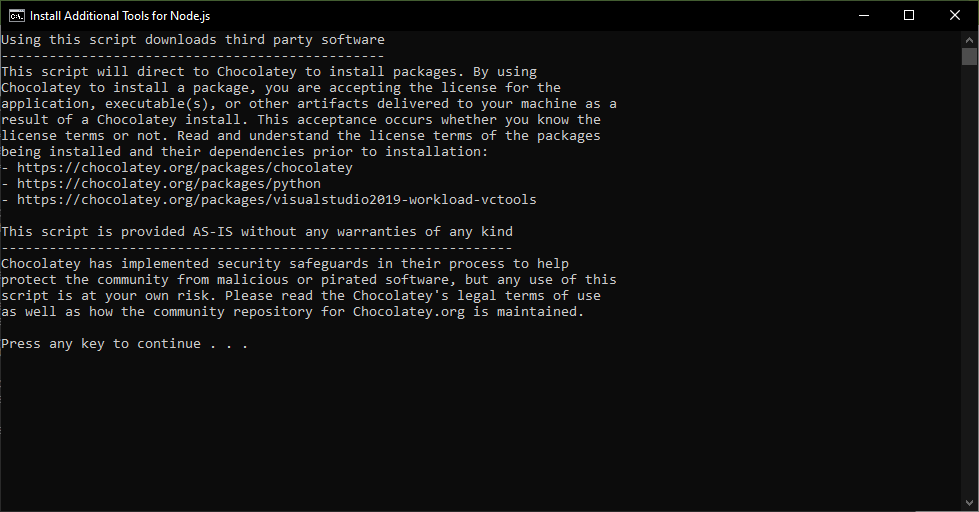 Install Additional Tools for Node.js
Using this script downloads third party software
------------------------------------------------
This script will direct to Chocolatey to install packages. By using
Chocolatey to install a package, you are accepting the license for the
application, executable(s), or other artifacts delivered to your machine as a
result of a Chocolatey install. This acceptance occurs whether you know the
license terms or not. Read and understand the license terms of the packages
being installed and their dependencies prior to installation:
- https://chocolatey.org/packages/chocolatey
- https://chocolatey.org/packages/python
- https://chocolatey.org/packages/visualstudio2019-workload-vctools
This script is provided AS-IS without any warranties of any kind
----------------------------------------------------------------
Chocolatey has implemented security safeguards in their process to help
protect the community from malicious or pirated software, but any use of this
script is at your own risk. Please read the Chocolatey's legal terms of use
as well as how the community repository for Chocolatey.org is maintained.
Press any key to continue . . .